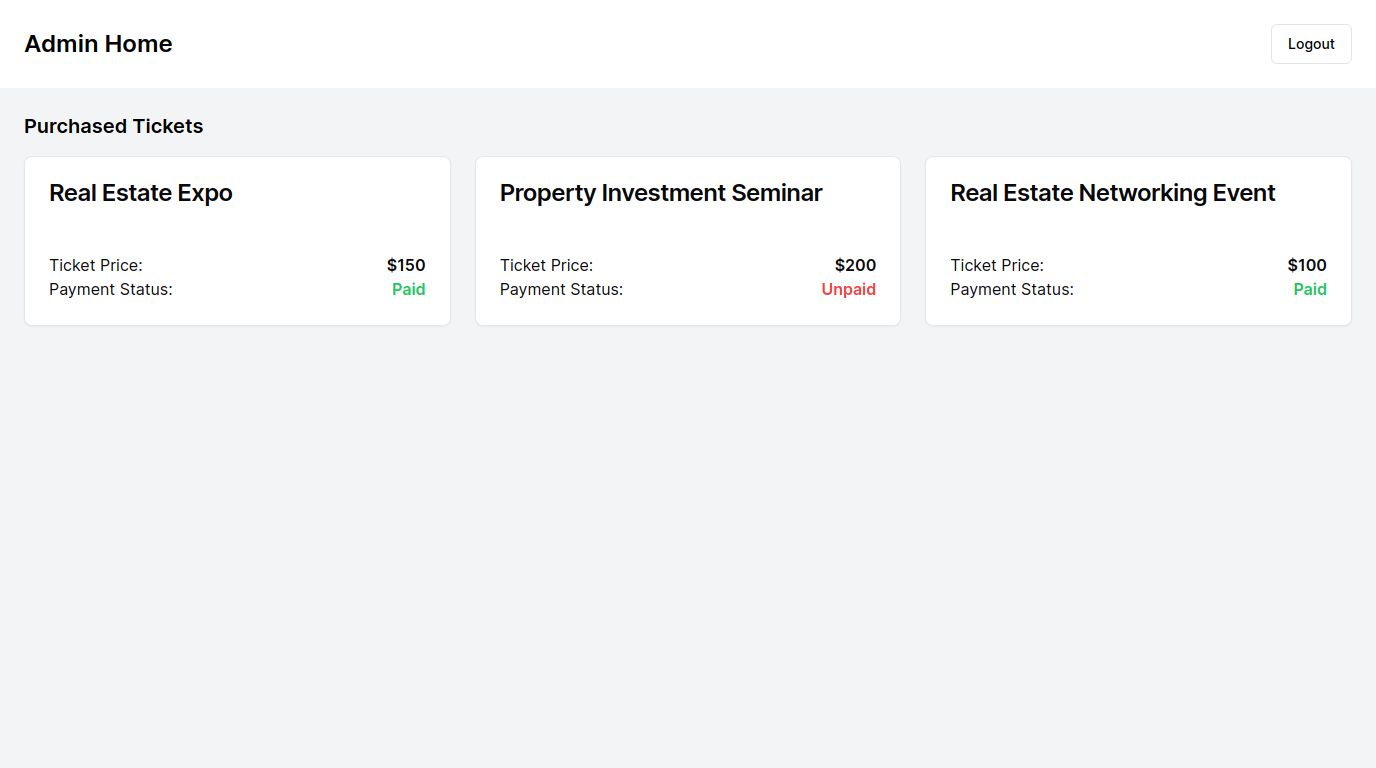 Admin Home
Logout
Purchased Tickets
Real Estate Expo
Ticket Price: $150
Payment Status: Paid
Property Investment Seminar
Ticket Price: $200
Payment Status: Unpaid
Real Estate Networking Event
Ticket Price: $100
Payment Status: Paid